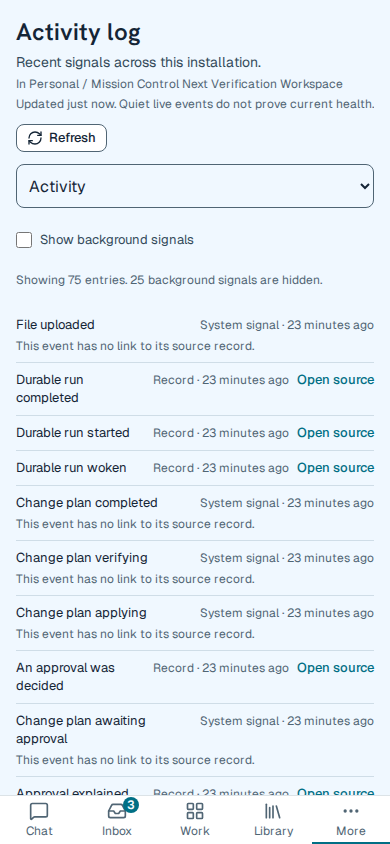 Activity log
Recent signals across this installation.
In Personal / Mission Control Next Verification Workspace
Updated just now. Quiet live events do not prove current health.
Refresh
Activity
Show background signals
Showing 75 entries. 25 background signals are hidden.
File uploaded System signal · 23 minutes ago
This event has no link to its source record.
Durable run completed Record · 23 minutes ago Open source
Durable run started Record · 23 minutes ago Open source
Durable run woken Record · 23 minutes ago Open source
Change plan completed System signal · 23 minutes ago
This event has no link to its source record.
Change plan verifying System signal · 23 minutes ago
This event has no link to its source record.
Change plan applying System signal · 23 minutes ago
This event has no link to its source record.
An approval was decided Record · 23 minutes ago Open source
Change plan awaiting approval System signal · 23 minutes ago
This event has no link to its source record.
Approval explained Record · 23 minutes ago Open source
Chat Inbox 3 Work Library More